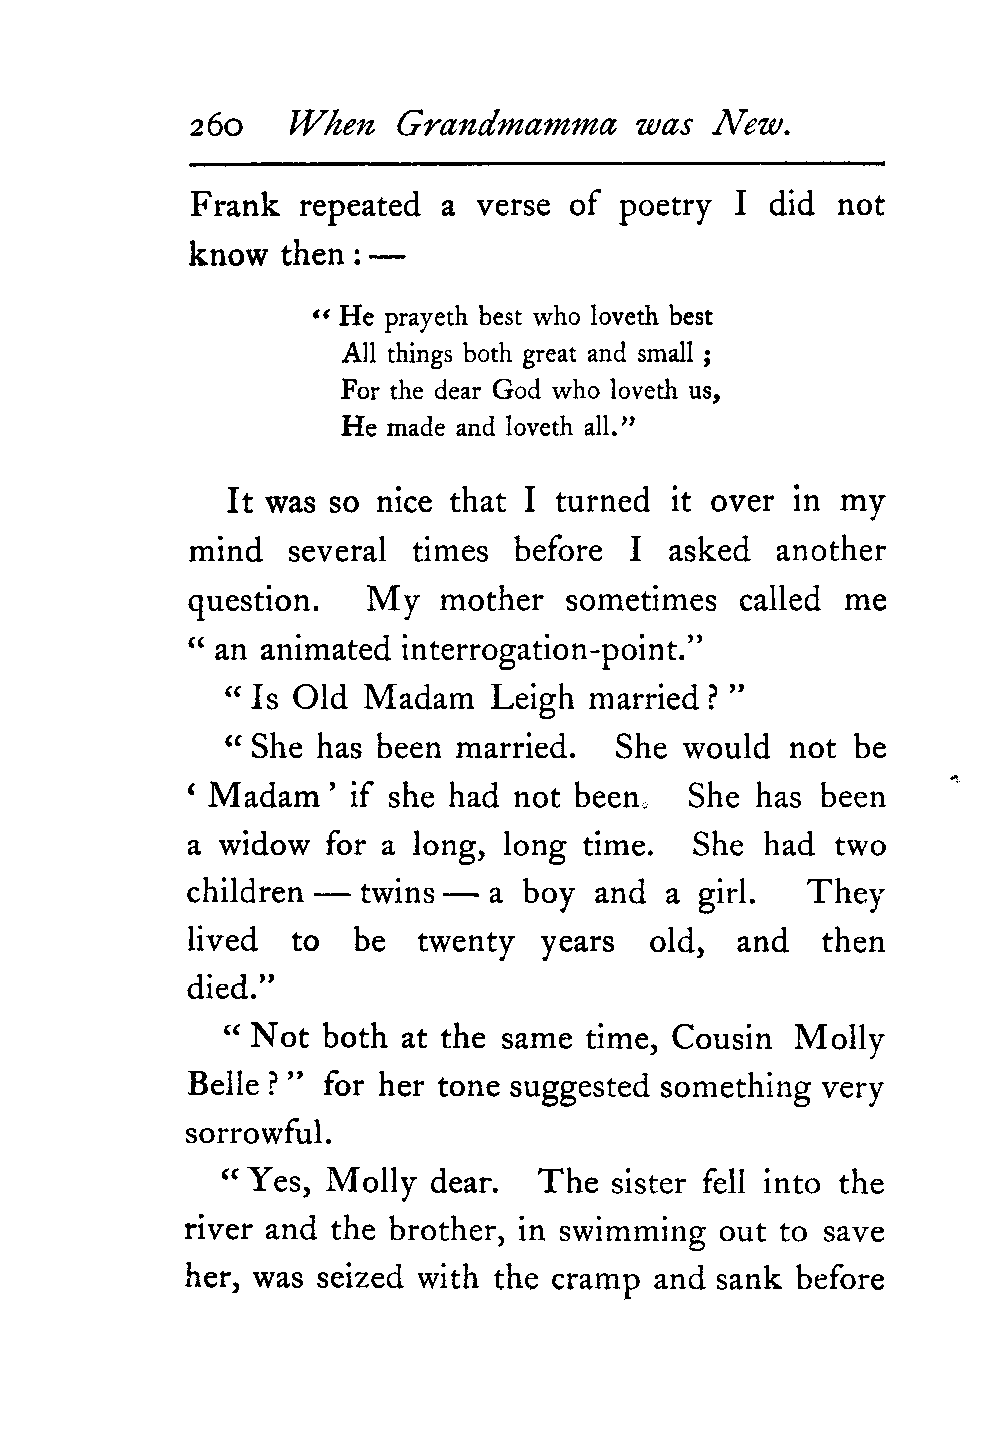 260 When Grandmamma was New.
Frank repeated a verse of poetry I did not
know then : —
“ He prayeth best who loveth best
All things both great and small ;
For the dear God who loveth us,
He made and loveth all.”
It was so nice that I turned it over in my
mind several times before I asked another
question. My mother sometimes called me
“ an animated interrogation-point.”
“ Is Old Madam Leigh married ? ”
“ She has been married. She would not be
‘ Madam ’ if she had not been. She has been
a widow for a long, long time. She had two
children — twins — a boy and a girl. They
lived to be twenty years old, and then
died.”
“ Not both at the same time, Cousin Molly
Belle ? ” for her tone suggested something very
sorrowful.
“ Yes, Molly dear. The sister fell into the
river and the brother, in swimming out to save
her, was seized with the cramp and sank before